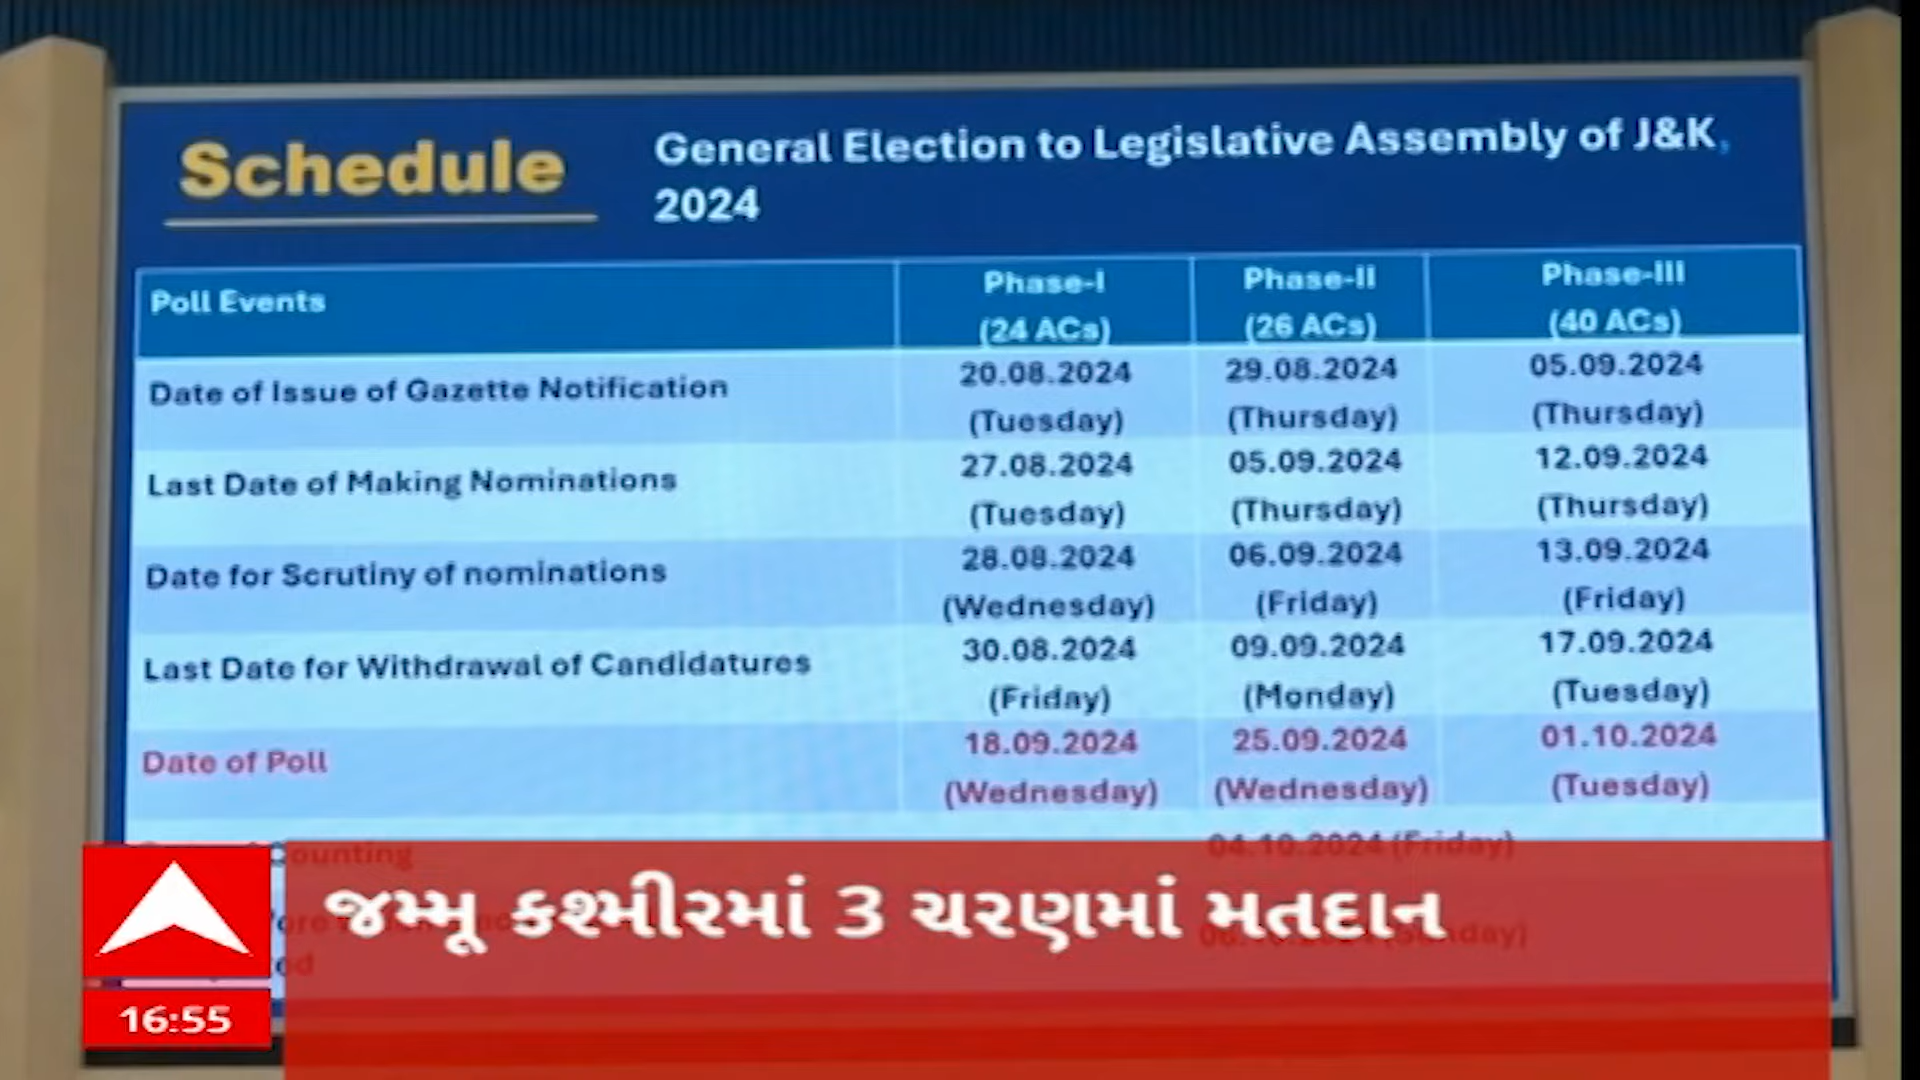 Schedule
General Election to Legislative Assembly of J&K,
2024
Poll Events
Phase-I
(24 ACs)
Phase-II
(26 ACs)
Phase-III
(40 ACs)
Date of Issue of Gazette Notification
20.08.2024
(Tuesday)
29.08.2024
(Thursday)
05.09.2024
(Thursday)
Last Date of Making Nominations
27.08.2024
(Tuesday)
05.09.2024
(Thursday)
12.09.2024
(Thursday)
Date for Scrutiny of nominations
28.08.2024
(Wednesday)
06.09.2024
(Friday)
13.09.2024
(Friday)
Last Date for Withdrawal of Candidatures
30.08.2024
(Friday)
09.09.2024
(Monday)
17.09.2024
(Tuesday)
Date of Poll
18.09.2024
(Wednesday)
25.09.2024
(Wednesday)
01.10.2024
(Tuesday)
Counting
04.10.2024 (Friday)
જમ્મૂ કશ્મીરમાં 3 ચરણમાં મતદાન
16:55